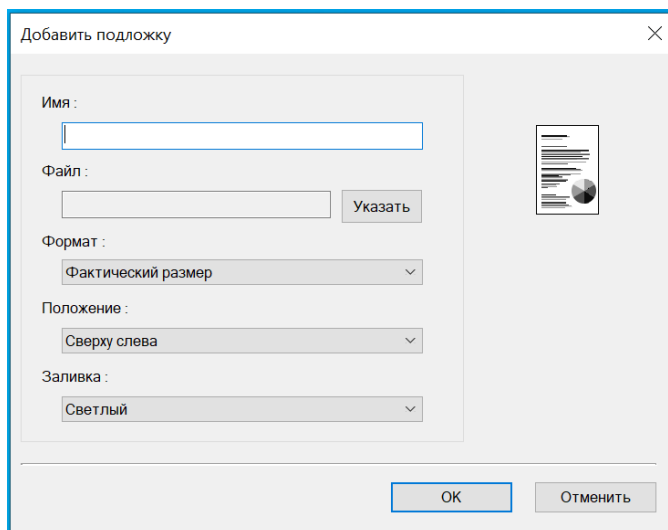 Добавить подложку
Имя :
Файл :
Указать
Формат :
Фактический размер
Положение :
Сверху слева
Заливка :
Светлый
OK
Отменить